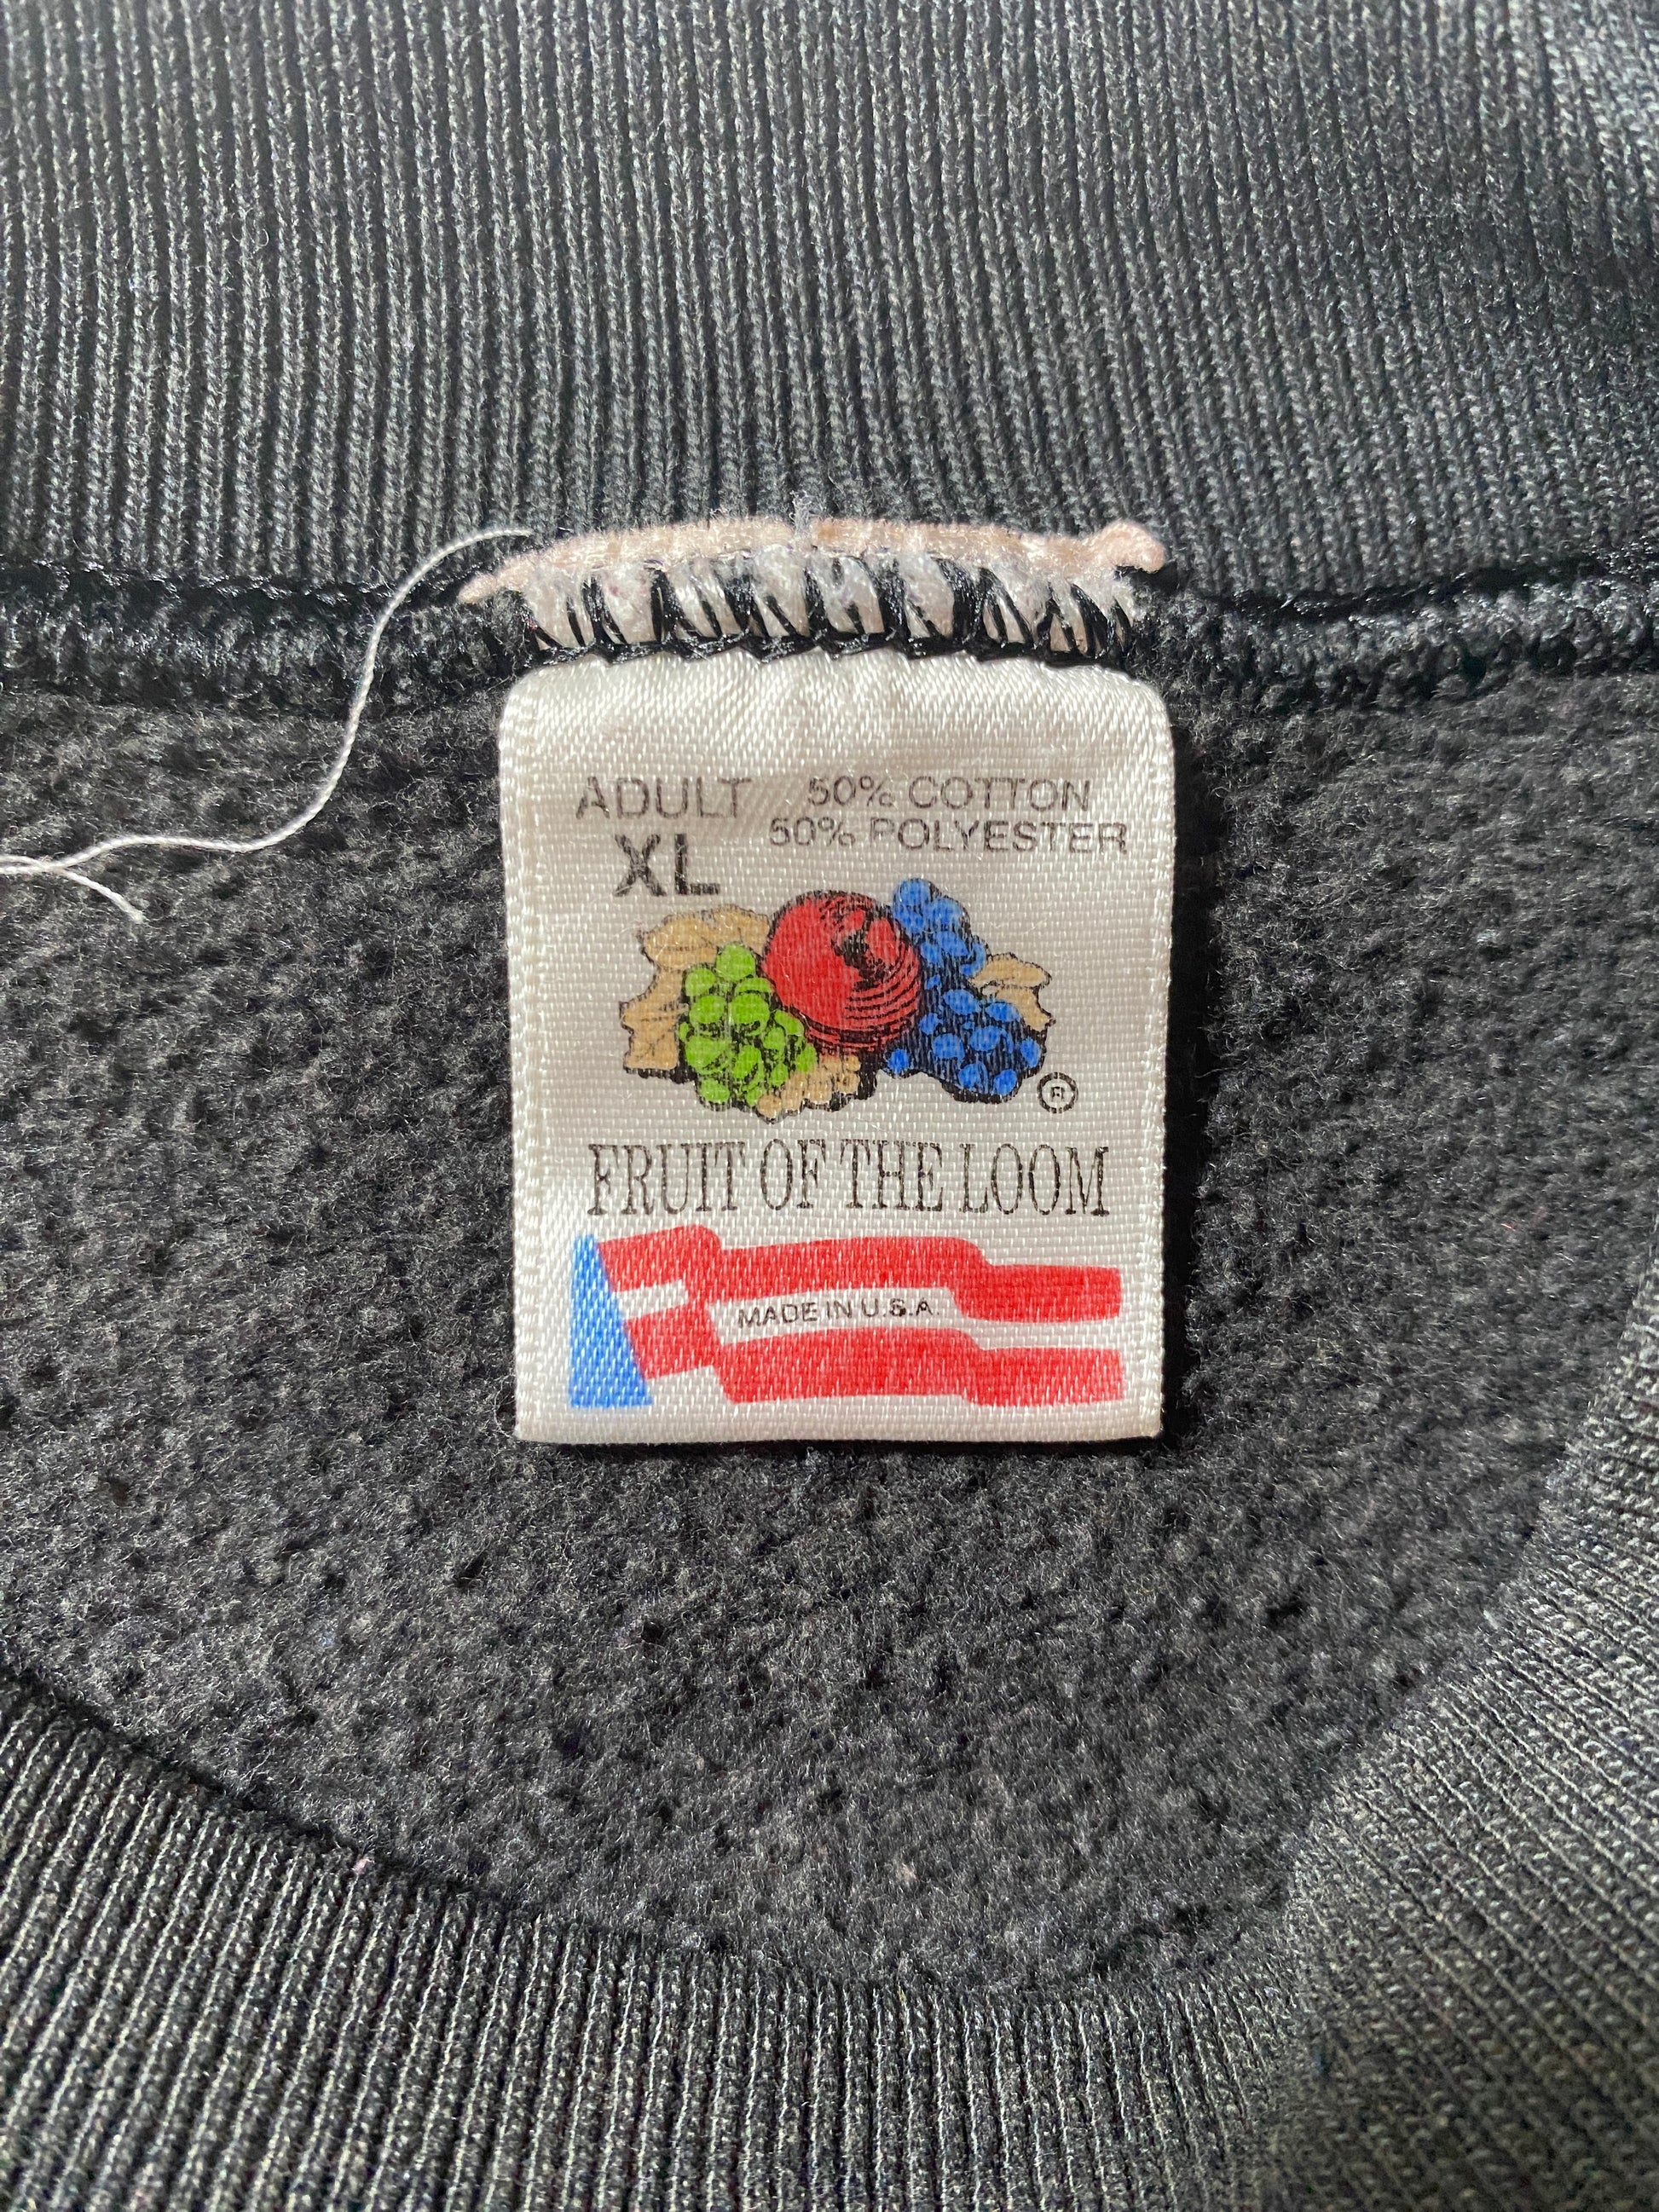 ADULT
XL
50% COTTON
50% POLYESTER
®
FRUIT OF THE LOOM
MADE IN U.S.A.